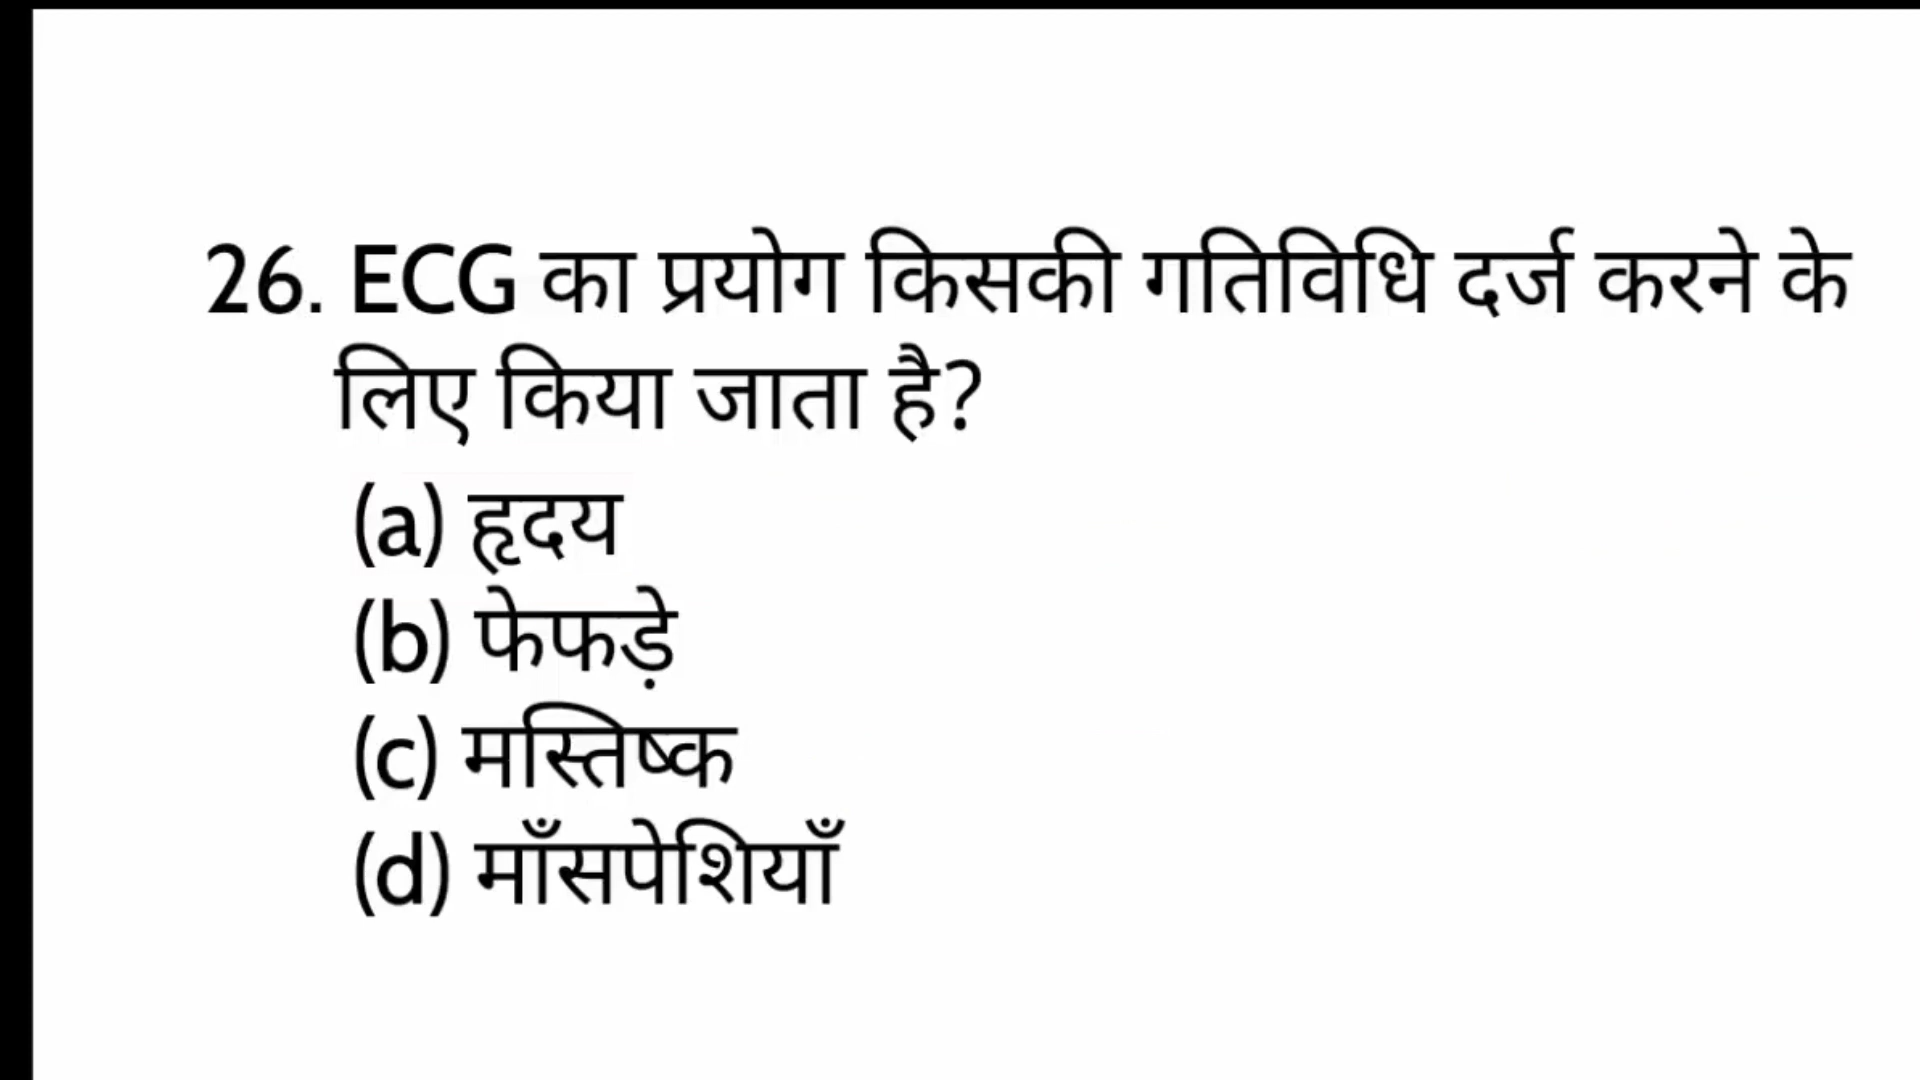 26. ECG का प्रयोग किसकी गतिविधि दर्ज करने के
लिए किया जाता है?
(a) हृदय
(b) फेफड़े
(c) मस्तिष्क
(d) माँसपेशियाँ